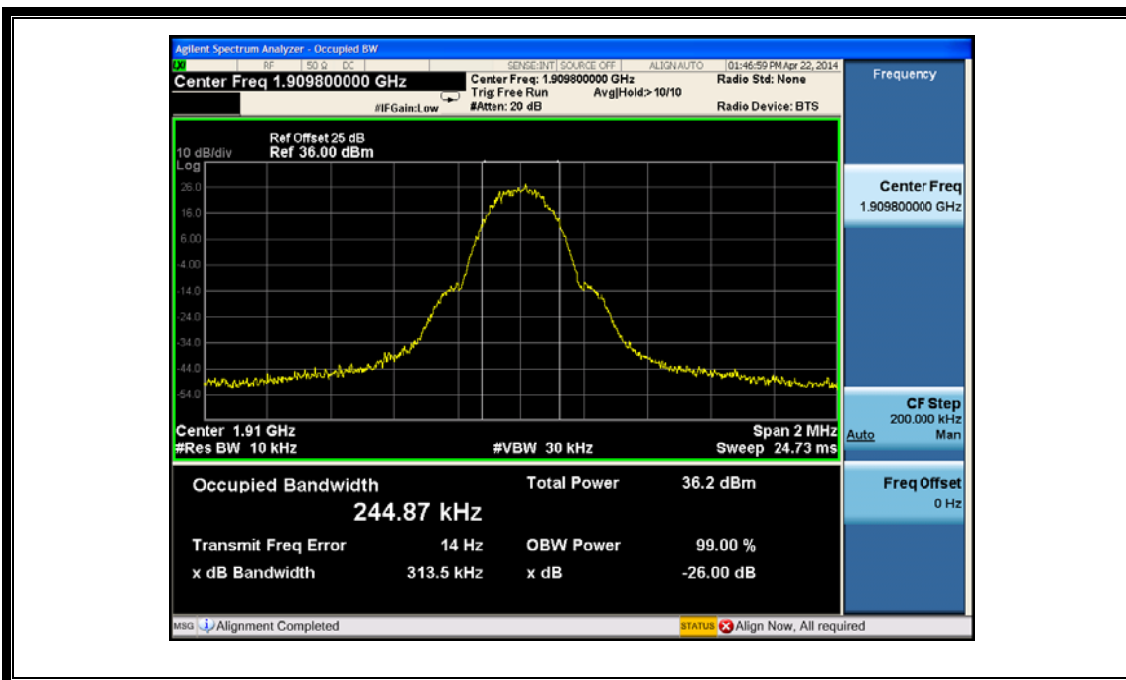 Agilent Spectrum Analyzer - Occupied BW
RF 50 Ω DC SENSE:INT SOURCE OFF ALIGN AUTO 01:46:59 PM Apr 22, 2014
Center Freq 1.909800000 GHz
Center Freq: 1.909800000 GHz
Radio Std: None
Trig Free Run Avg|Hold:> 10/10
#IFGain:Low
#Atten: 20 dB
Radio Device: BTS
Ref Offset 25 dB
10 dB/div Ref 36.00 dBm
Log
26.0
16.0
6.00
-4.00
-14.0
-24.0
-34.0
-44.0
-54.0
Center 1.91 GHz Span 2 MHz
#Res BW 10 kHz #VBW 30 kHz Sweep 24.73 ms
Occupied Bandwidth Total Power 36.2 dBm
244.87 kHz
Transmit Freq Error 14 Hz OBW Power 99.00 %
x dB Bandwidth 313.5 kHz x dB -26.00 dB
Frequency
Center Freq
1.909800000 GHz
CF Step
200.000 kHz
Auto Man
Freq Offset
0 Hz
MSG Alignment Completed STATUS Align Now, All required